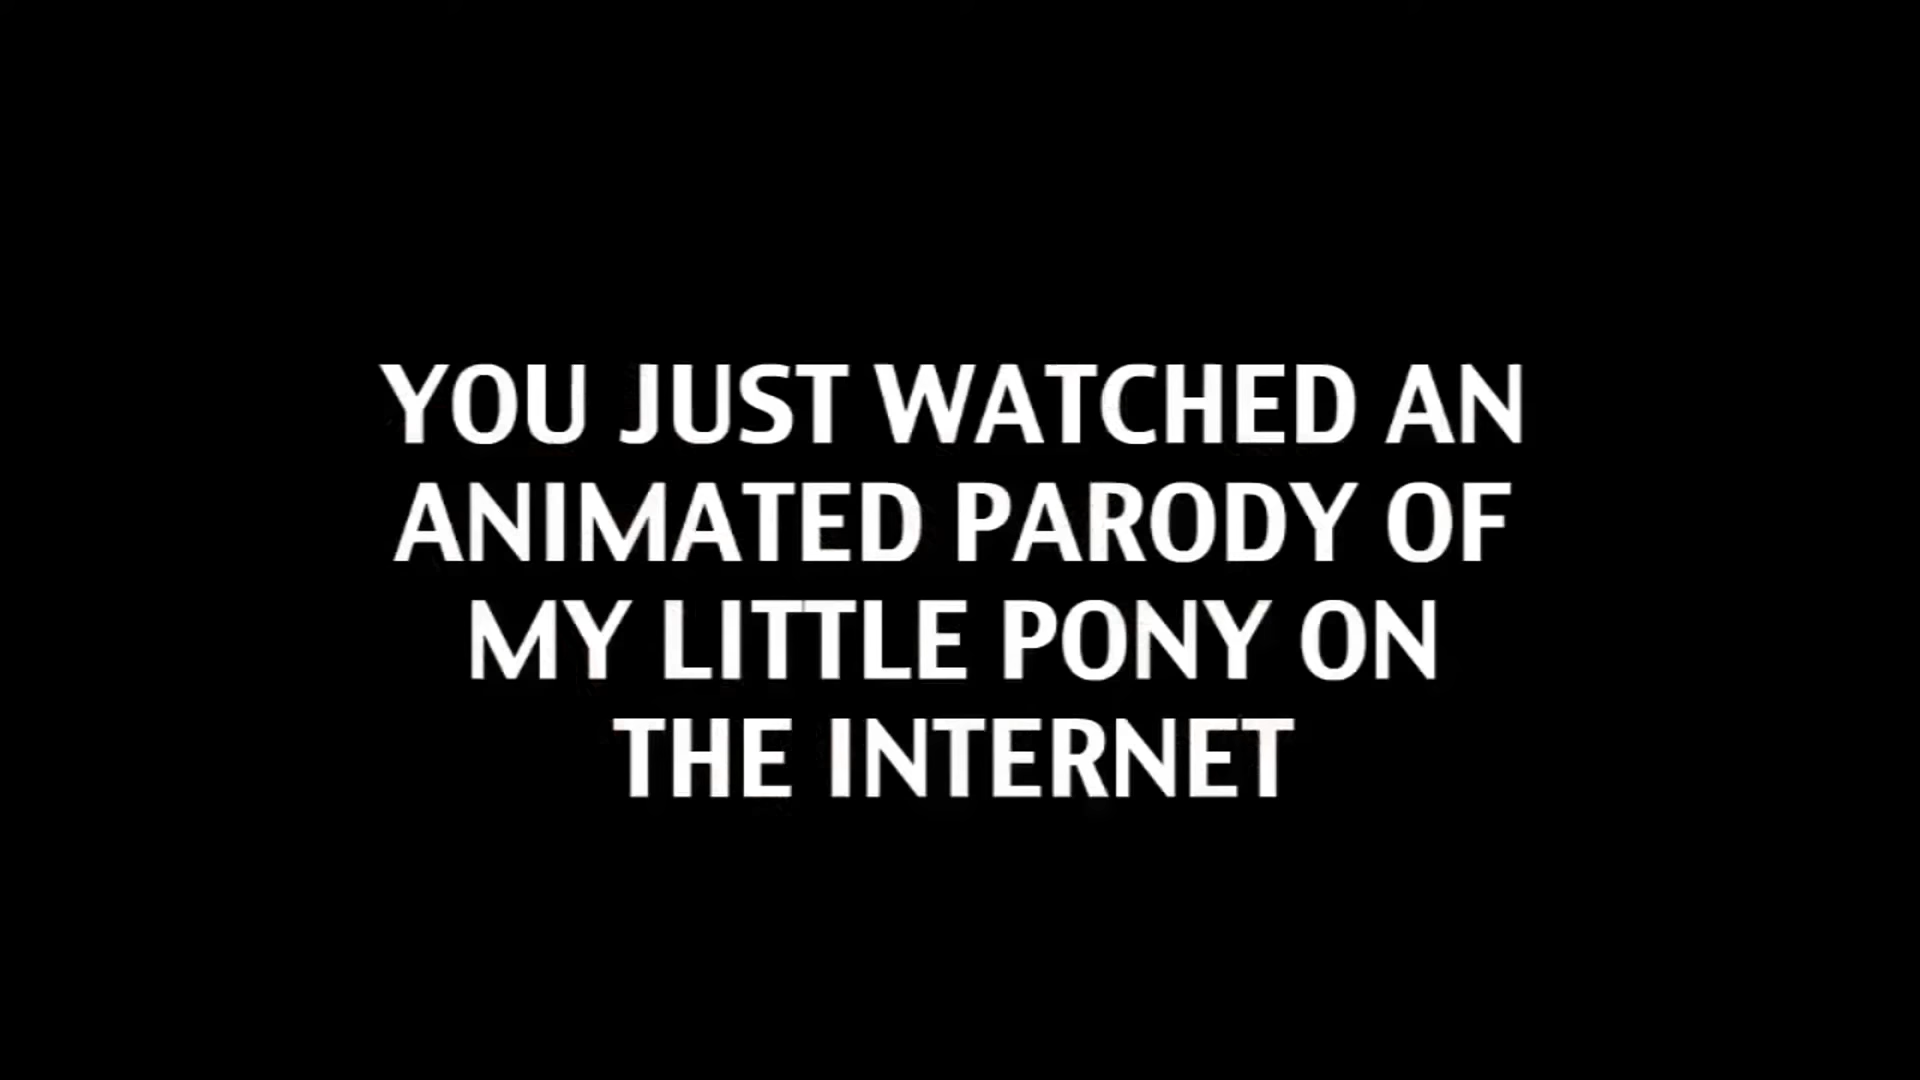 YOU JUST WATCHED AN
ANIMATED PARODY OF
MY LITTLE PONY ON
THE INTERNET